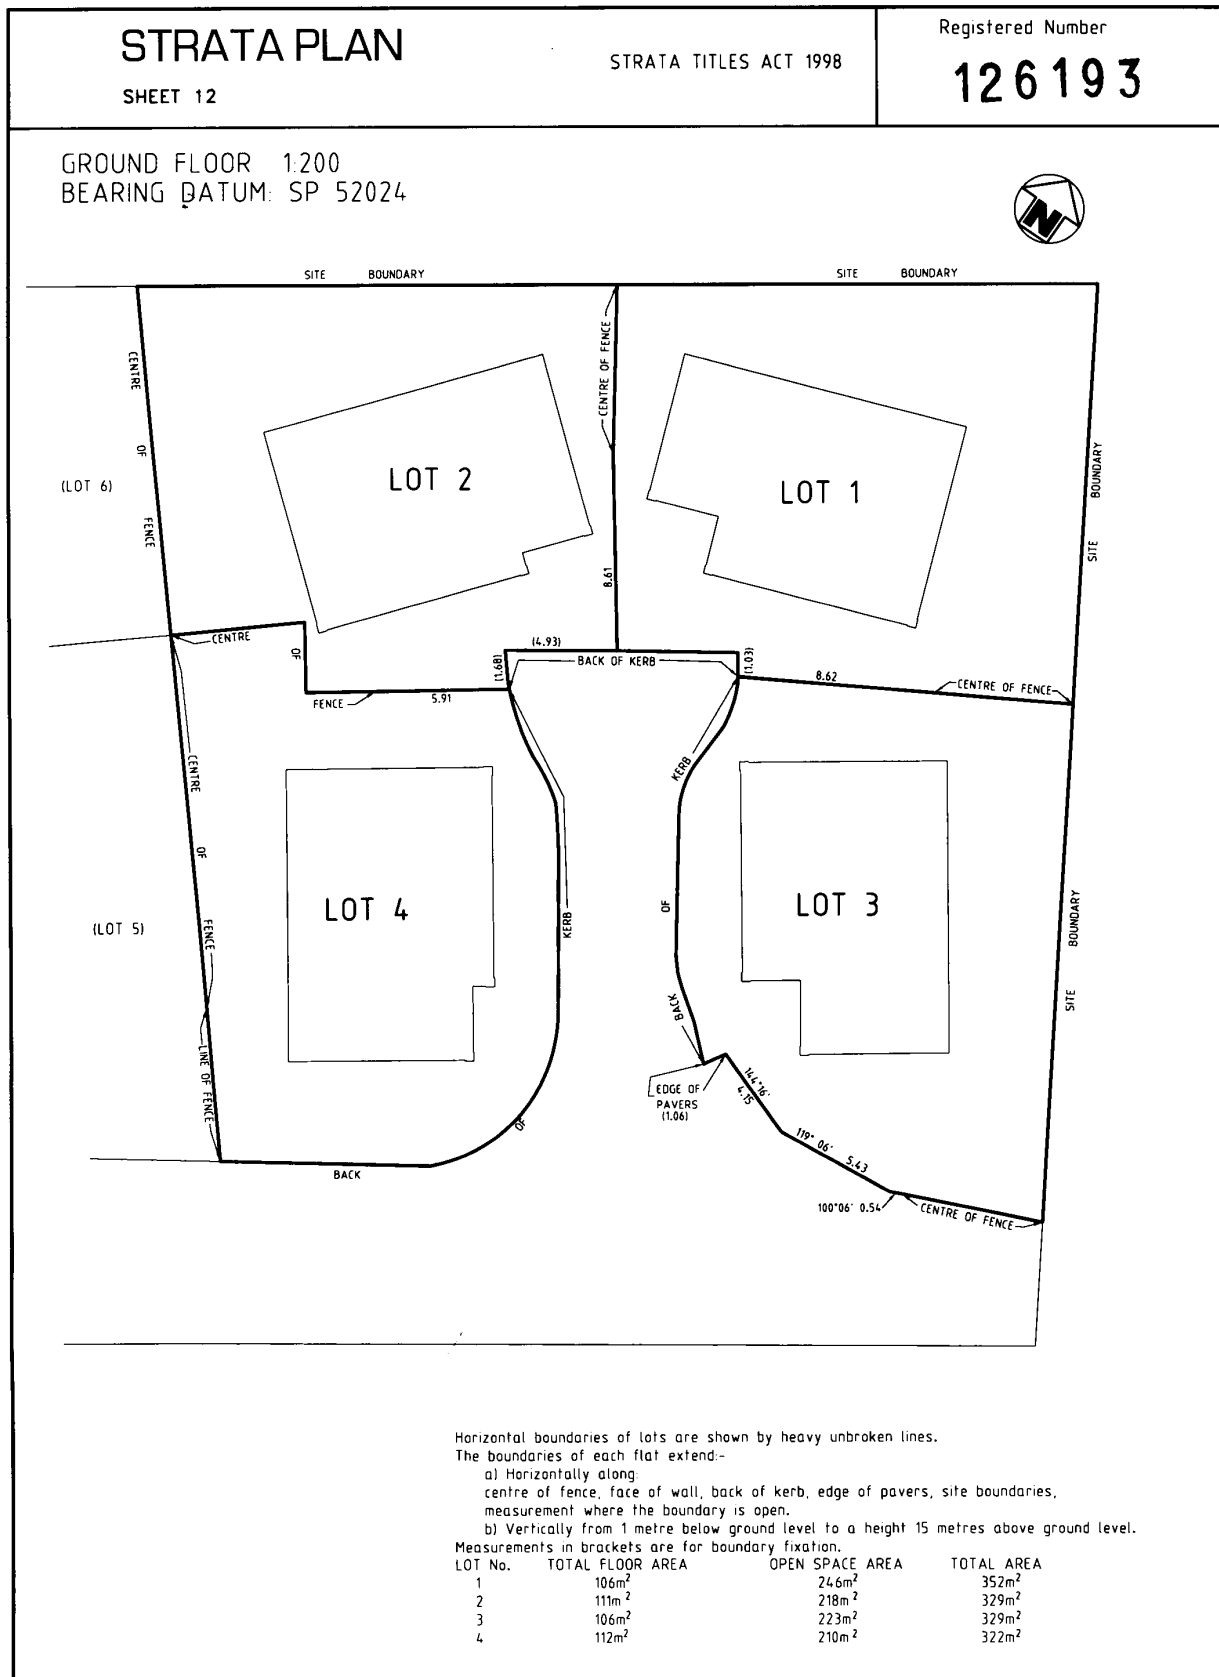 STRATA PLAN
SHEET 12
STRATA TITLES ACT 1998
Registered Number
126193
GROUND FLOOR 1:200
BEARING DATUM: SP 52024
N
SITE BOUNDARY
SITE BOUNDARY
CENTRE OF FENCE
CENTRE OF FENCE
SITE BOUNDARY
(LOT 6)
LOT 2
LOT 1
8.61
CENTRE OF FENCE
5.91
(4.93)
(1.68)
BACK OF KERB
(1.03)
8.62
CENTRE OF FENCE
CENTRE OF FENCE
KERB
KERB
LOT 4
LOT 3
(LOT 5)
OF
SITE BOUNDARY
BACK
LINE OF FENCE
EDGE OF
PAVERS
(1.06)
144°16'
4.15
OF
119° 06' 5.43
BACK
100°06' 0.54
CENTRE OF FENCE
Horizontal boundaries of lots are shown by heavy unbroken lines.
The boundaries of each flat extend:-
a) Horizontally along:
centre of fence, face of wall, back of kerb, edge of pavers, site boundaries,
measurement where the boundary is open.
b) Vertically from 1 metre below ground level to a height 15 metres above ground level.
Measurements in brackets are for boundary fixation.
LOT No. TOTAL FLOOR AREA OPEN SPACE AREA TOTAL AREA
1 106m² 246m² 352m²
2 111m² 218m² 329m²
3 106m² 223m² 329m²
4 112m² 210m² 322m²